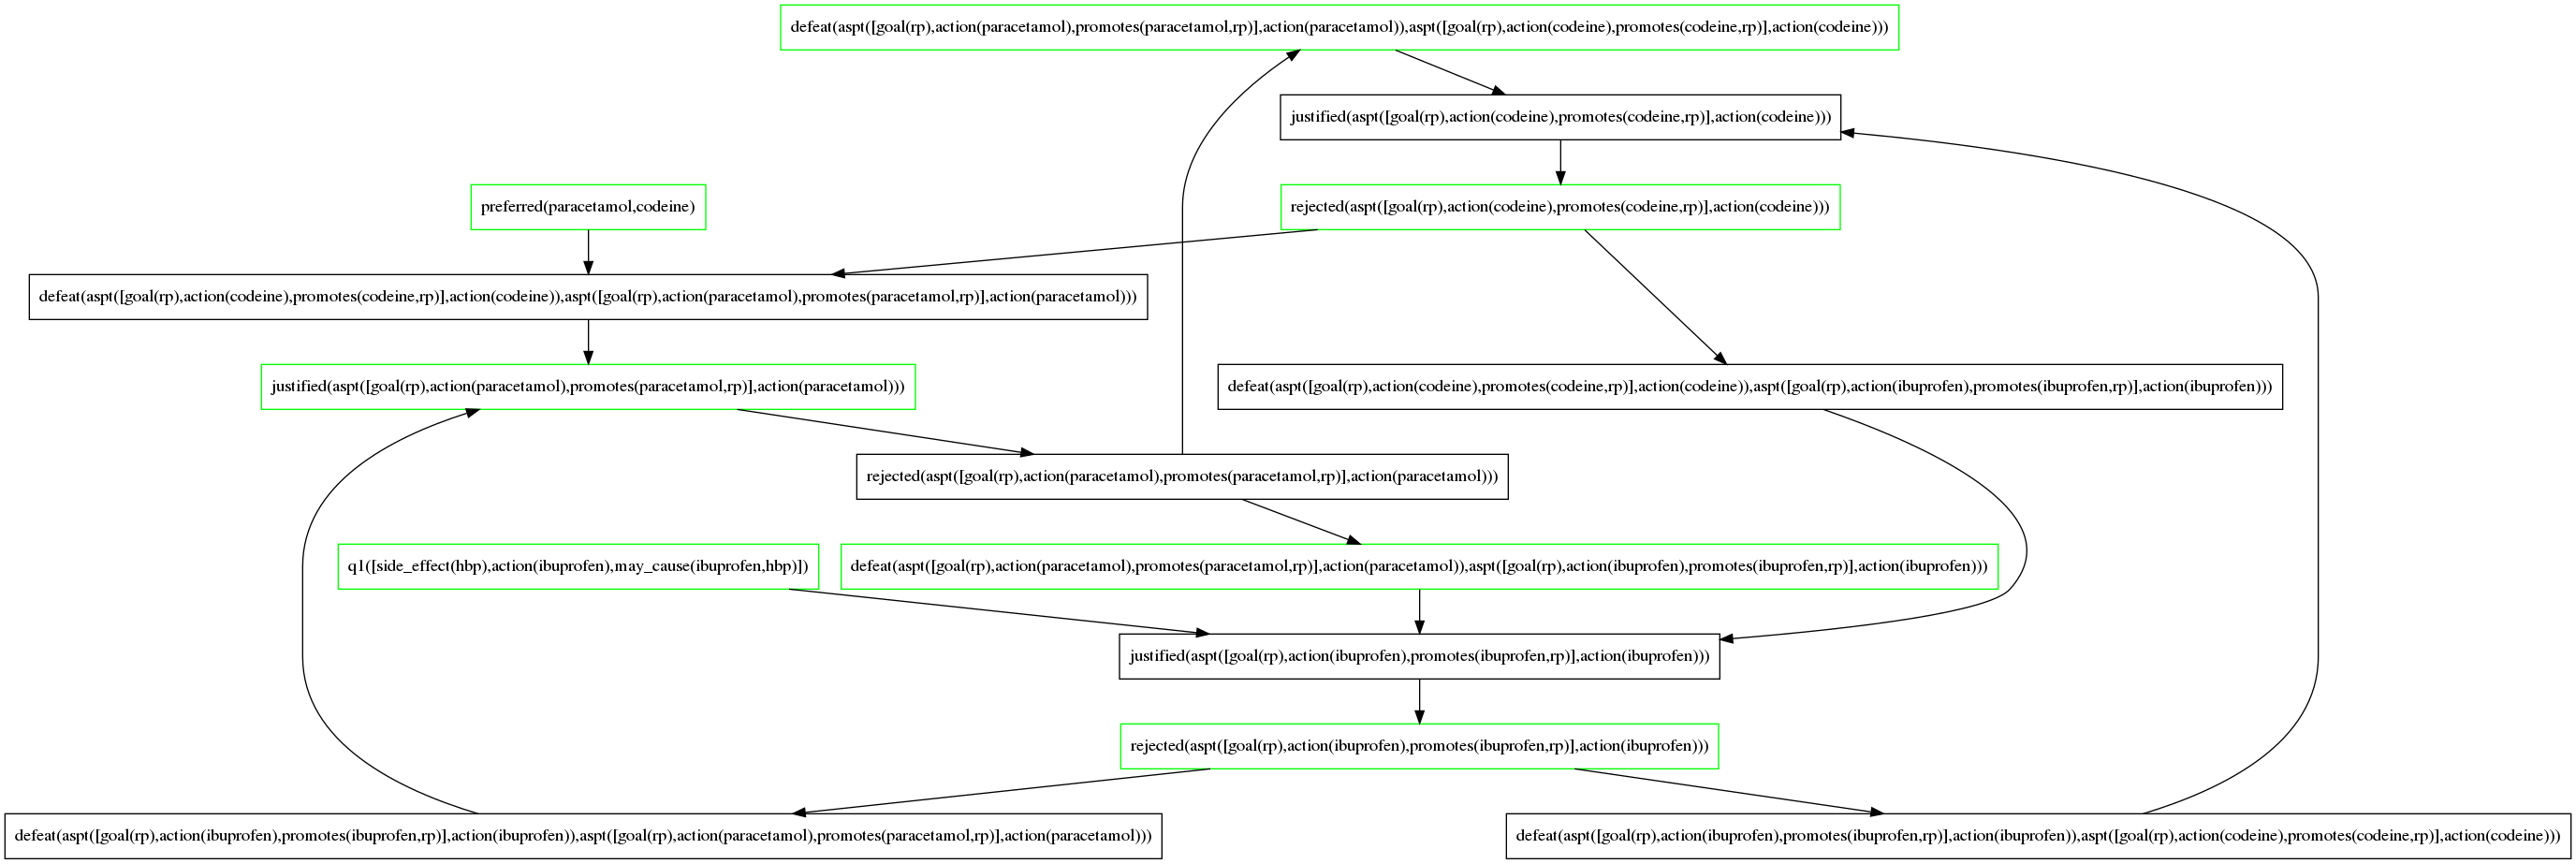 defeat(aspt([goal(rp),action(paracetamol),promotes(paracetamol,rp)],action(paracetamol)),aspt([goal(rp),action(codeine),promotes(codeine,rp)],action(codeine)))
justified(aspt([goal(rp),action(codeine),promotes(codeine,rp)],action(codeine)))
preferred(paracetamol,codeine)
rejected(aspt([goal(rp),action(codeine),promotes(codeine,rp)],action(codeine)))
defeat(aspt([goal(rp),action(codeine),promotes(codeine,rp)],action(codeine)),aspt([goal(rp),action(paracetamol),promotes(paracetamol,rp)],action(paracetamol)))
justified(aspt([goal(rp),action(paracetamol),promotes(paracetamol,rp)],action(paracetamol)))
defeat(aspt([goal(rp),action(codeine),promotes(codeine,rp)],action(codeine)),aspt([goal(rp),action(ibuprofen),promotes(ibuprofen,rp)],action(ibuprofen)))
rejected(aspt([goal(rp),action(paracetamol),promotes(paracetamol,rp)],action(paracetamol)))
q1([side_effect(hbp),action(ibuprofen),may_cause(ibuprofen,hbp)])
defeat(aspt([goal(rp),action(paracetamol),promotes(paracetamol,rp)],action(paracetamol)),aspt([goal(rp),action(ibuprofen),promotes(ibuprofen,rp)],action(ibuprofen)))
justified(aspt([goal(rp),action(ibuprofen),promotes(ibuprofen,rp)],action(ibuprofen)))
rejected(aspt([goal(rp),action(ibuprofen),promotes(ibuprofen,rp)],action(ibuprofen)))
defeat(aspt([goal(rp),action(ibuprofen),promotes(ibuprofen,rp)],action(ibuprofen)),aspt([goal(rp),action(paracetamol),promotes(paracetamol,rp)],action(paracetamol)))
defeat(aspt([goal(rp),action(ibuprofen),promotes(ibuprofen,rp)],action(ibuprofen)),aspt([goal(rp),action(codeine),promotes(codeine,rp)],action(codeine)))